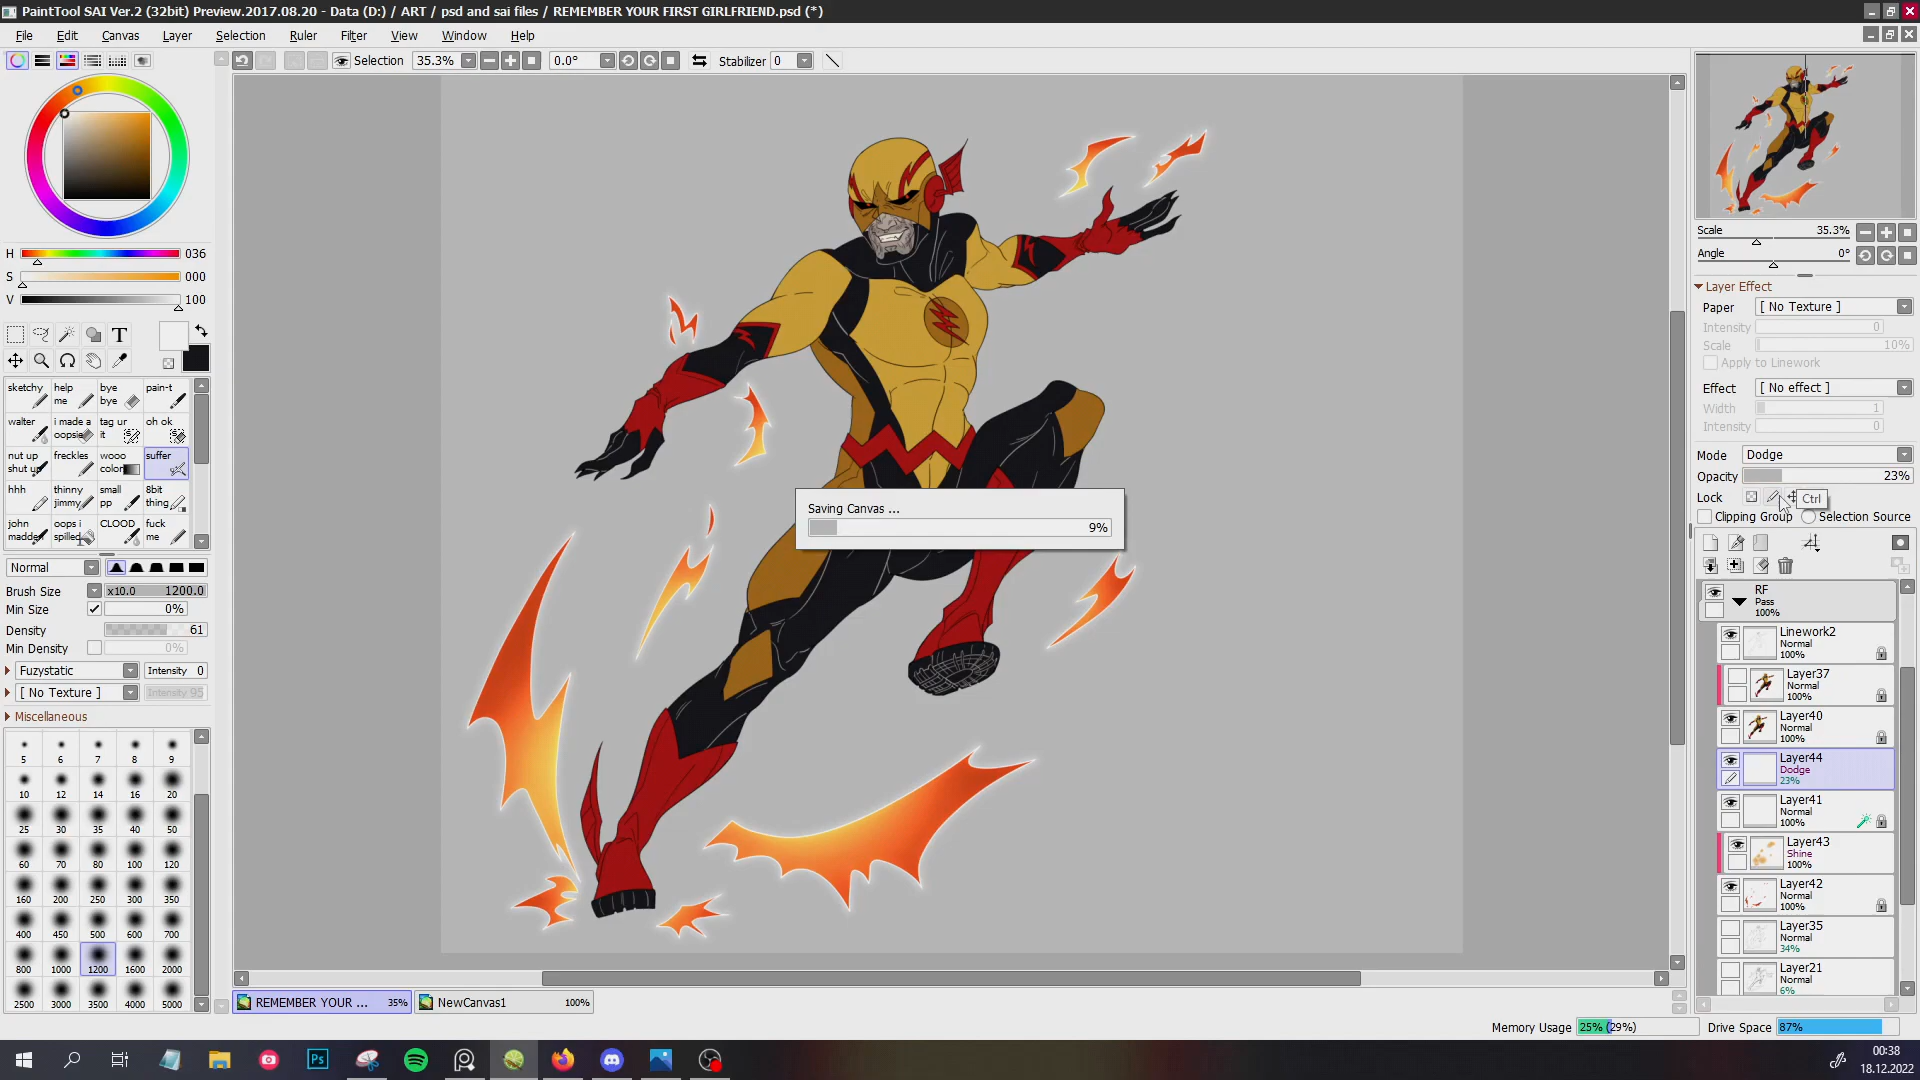 PaintTool SAI Ver.2 (32bit) Preview.2017.08.20 - Data (D:) / ART / psd and sai files / REMEMBER YOUR FIRST GIRLFRIEND.psd (*)
File Edit Canvas Layer Selection Ruler Filter View Window Help
Selection 35.3% 0.0° Stabilizer 0
H 036
S 000
V 100
T
sketchy help me bye bye pain-t
walter i made a oopsie tag ur it oh ok
nut up shut up freckles wooo color suffer
hhh thinny jimmy small pp 8bit thing
john madden oops i spilled CLOOD fuck me
Normal
Brush Size x10.0 1200.0
Min Size 0%
Density 61
Min Density 0%
Fuzystatic Intensity 0
[ No Texture ] Intensity 95
Miscellaneous
5 6 7 8 9
10 12 14 16 20
25 30 35 40 50
60 70 80 100 120
160 200 250 300 350
400 450 500 600 700
800 1000 1200 1600 2000
2500 3000 3500 4000 5000
Saving Canvas ...
9%
REMEMBER YOUR ... 35% NewCanvas1 100%
Scale 35.3%
Angle 0°
Layer Effect
Paper [ No Texture ]
Intensity 0
Scale 10%
Apply to Linework
Effect [ No effect ]
Width 1
Intensity 0
Mode Dodge
Opacity 23%
Lock Ctrl
Clipping Group Selection Source
RF
Pass
100%
Linework2
Normal
100%
Layer37
Normal
100%
Layer40
Normal
100%
Layer44
Dodge
23%
Layer41
Normal
100%
Layer43
Shine
100%
Layer42
Normal
100%
Layer35
Normal
34%
Layer21
Normal
6%
Memory Usage 25% (29%) Drive Space 87%
Ps
00:38
18.12.2022